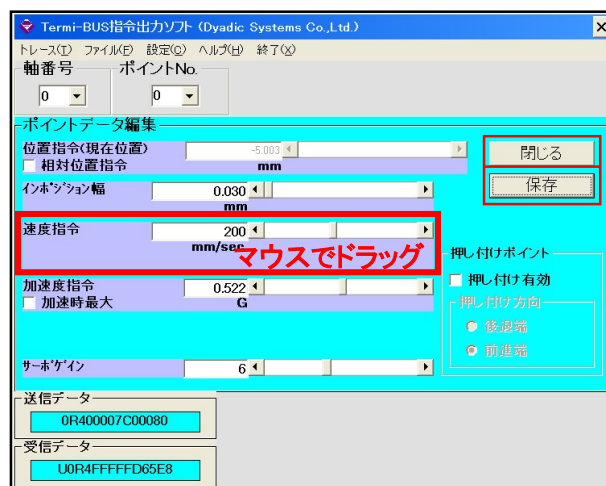 Termi-BUS指令出力ソフト (Dyadic Systems Co.,Ltd.)
トレース(T) ファイル(F) 設定(C) ヘルプ(H) 終了(X)
軸番号 ポイントNo.
0 0
ポイントデータ編集
位置指令(現在位置) -5.003
相対位置指令 mm
閉じる
インポジション幅 0.030
mm
保存
速度指令 200
mm/sec
マウスでドラッグ
押し付けポイント
加速度指令 0.522
加速時最大 G
押し付け有効
押し付け方向
後退端
前進端
サーボゲイン 6
送信データ
0R400007C00080
受信データ
U0R4FFFFFD65E8